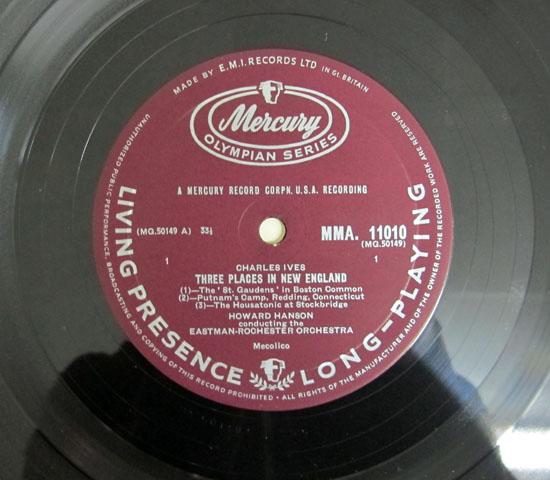 MADE BY E.M.I. RECORDS LTD IN Gt. BRITAIN
Mercury
OLYMPIAN SERIES
A MERCURY RECORD CORPN. U.S.A. RECORDING
(MG.50149 A) 33⅓
MMA. 11010
(MG.50149)
1
1
CHARLES IVES
THREE PLACES IN NEW ENGLAND
(1)—The 'St. Gaudens' in Boston Common
(2)—Putnam's Camp, Redding, Connecticut
(3)—The Housatonic at Stockbridge
HOWARD HANSON
conducting the
EASTMAN-ROCHESTER ORCHESTRA
Mecolico
LIVING PRESENCE
LONG-PLAYING
UNAUTHORIZED PUBLIC PERFORMANCE, BROADCASTING AND COPYING OF THIS RECORD PROHIBITED • ALL RIGHTS OF THE MANUFACTURER AND OF THE OWNER OF THE RECORDED WORK ARE RESERVED